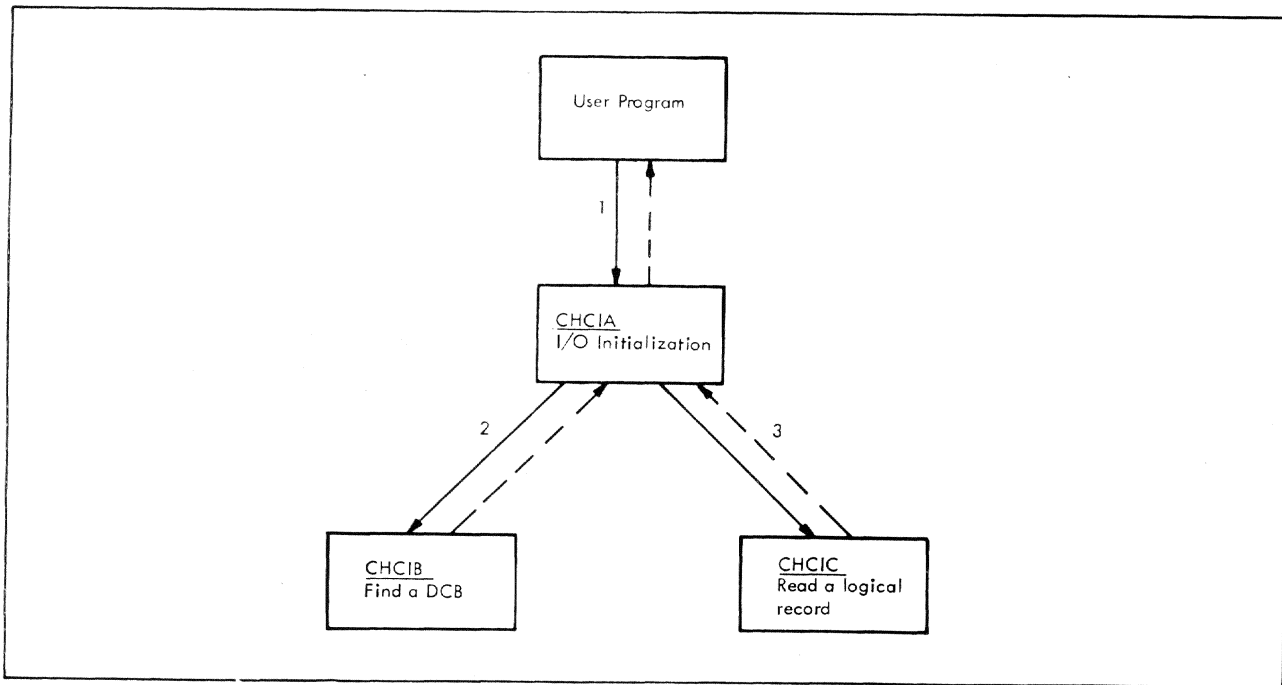 User Program
1
CHCIA
I/O Initialization
2
3
CHCIB
Find a DCB
CHCIC
Read a logical
record